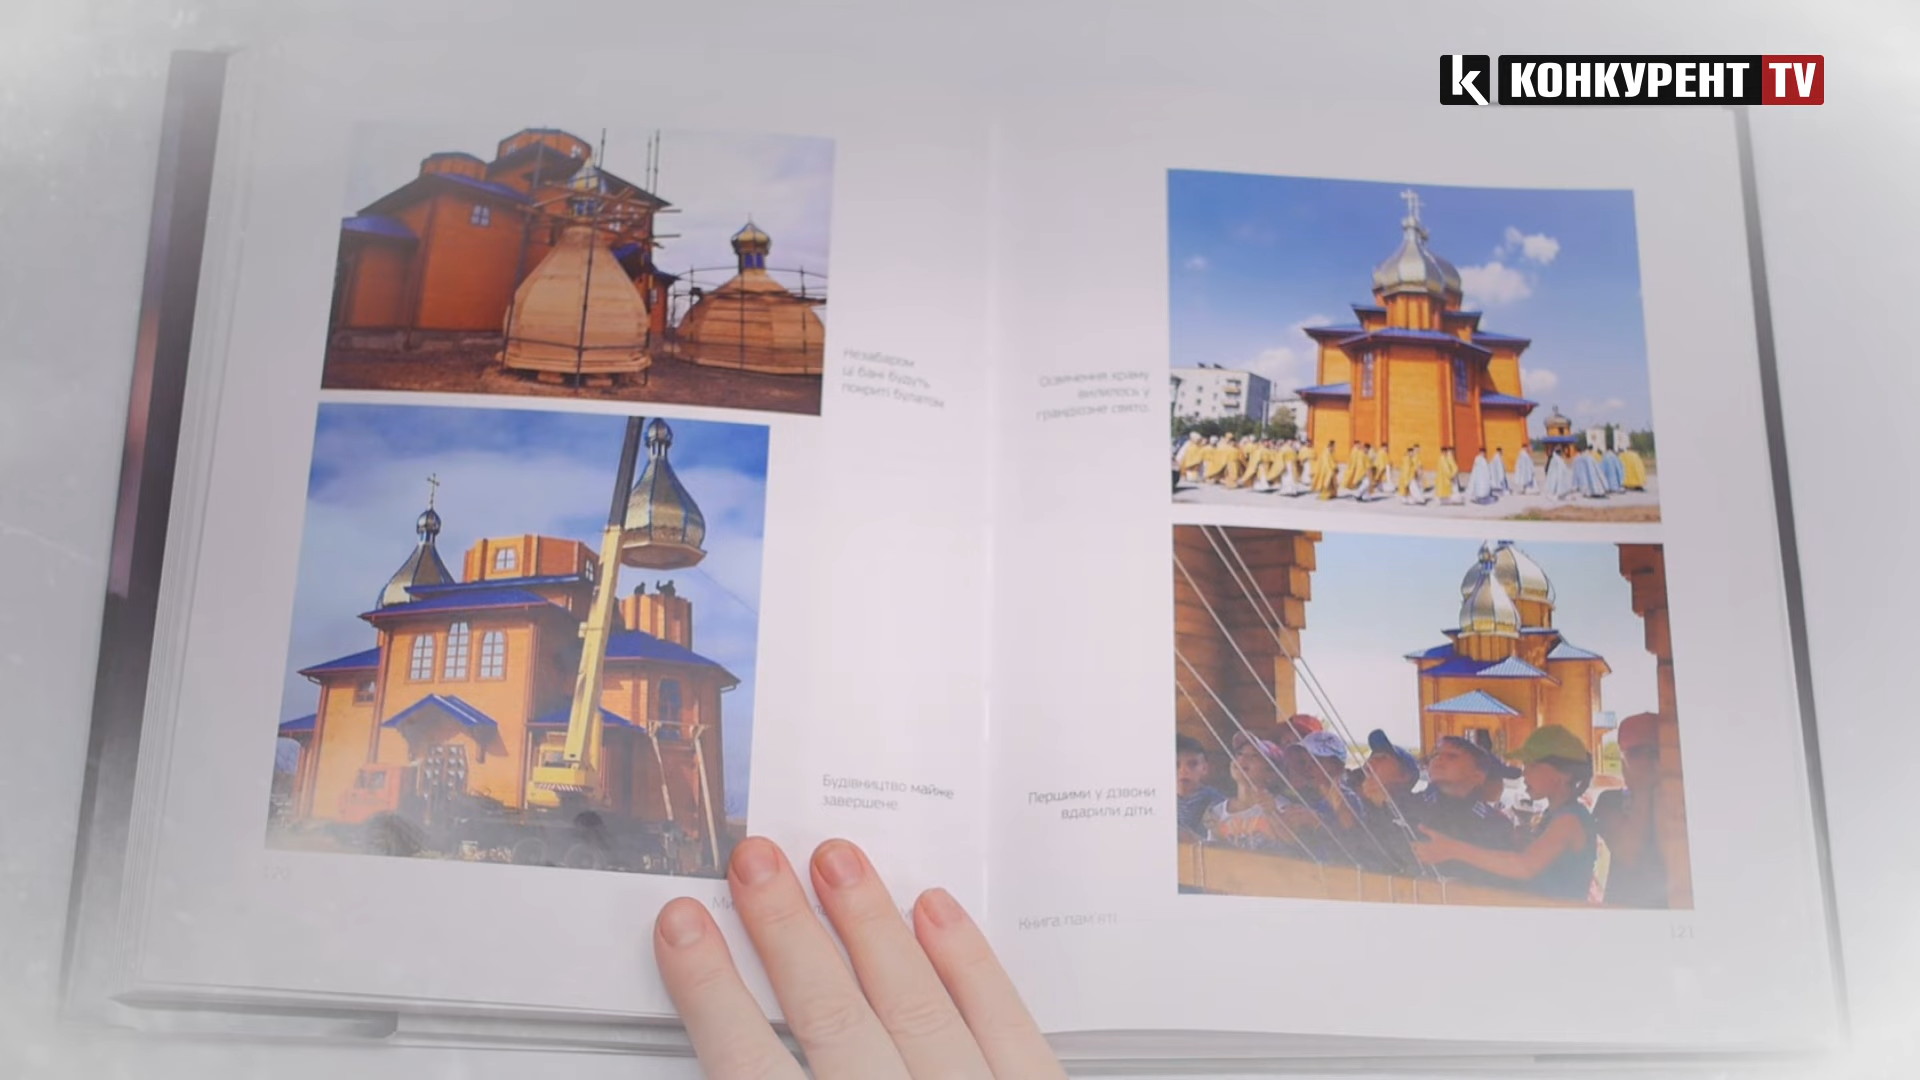 k КОНКУРЕНТ TV
Незабаром
ці бані будуть
покриті булатом
Будівництво майже
завершене.
120
Освячення храму
вилилось у
грандіозне свято.
Першими у дзвони
вдарили діти.
Книга пам'яті
121